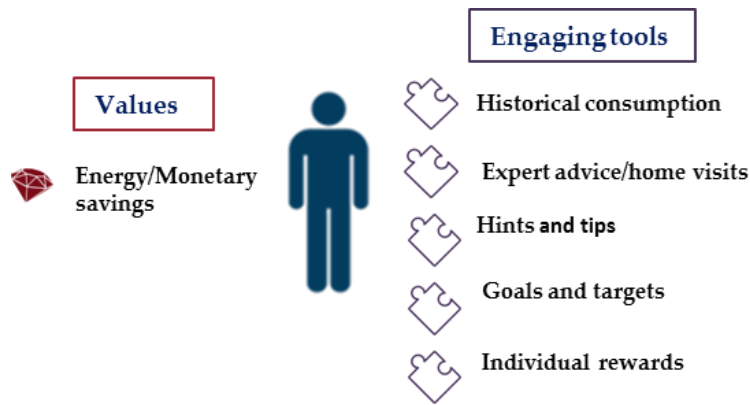 Values
Energy/Monetary
savings
Engaging tools
Historical consumption
Expert advice/home visits
Hints and tips
Goals and targets
Individual rewards